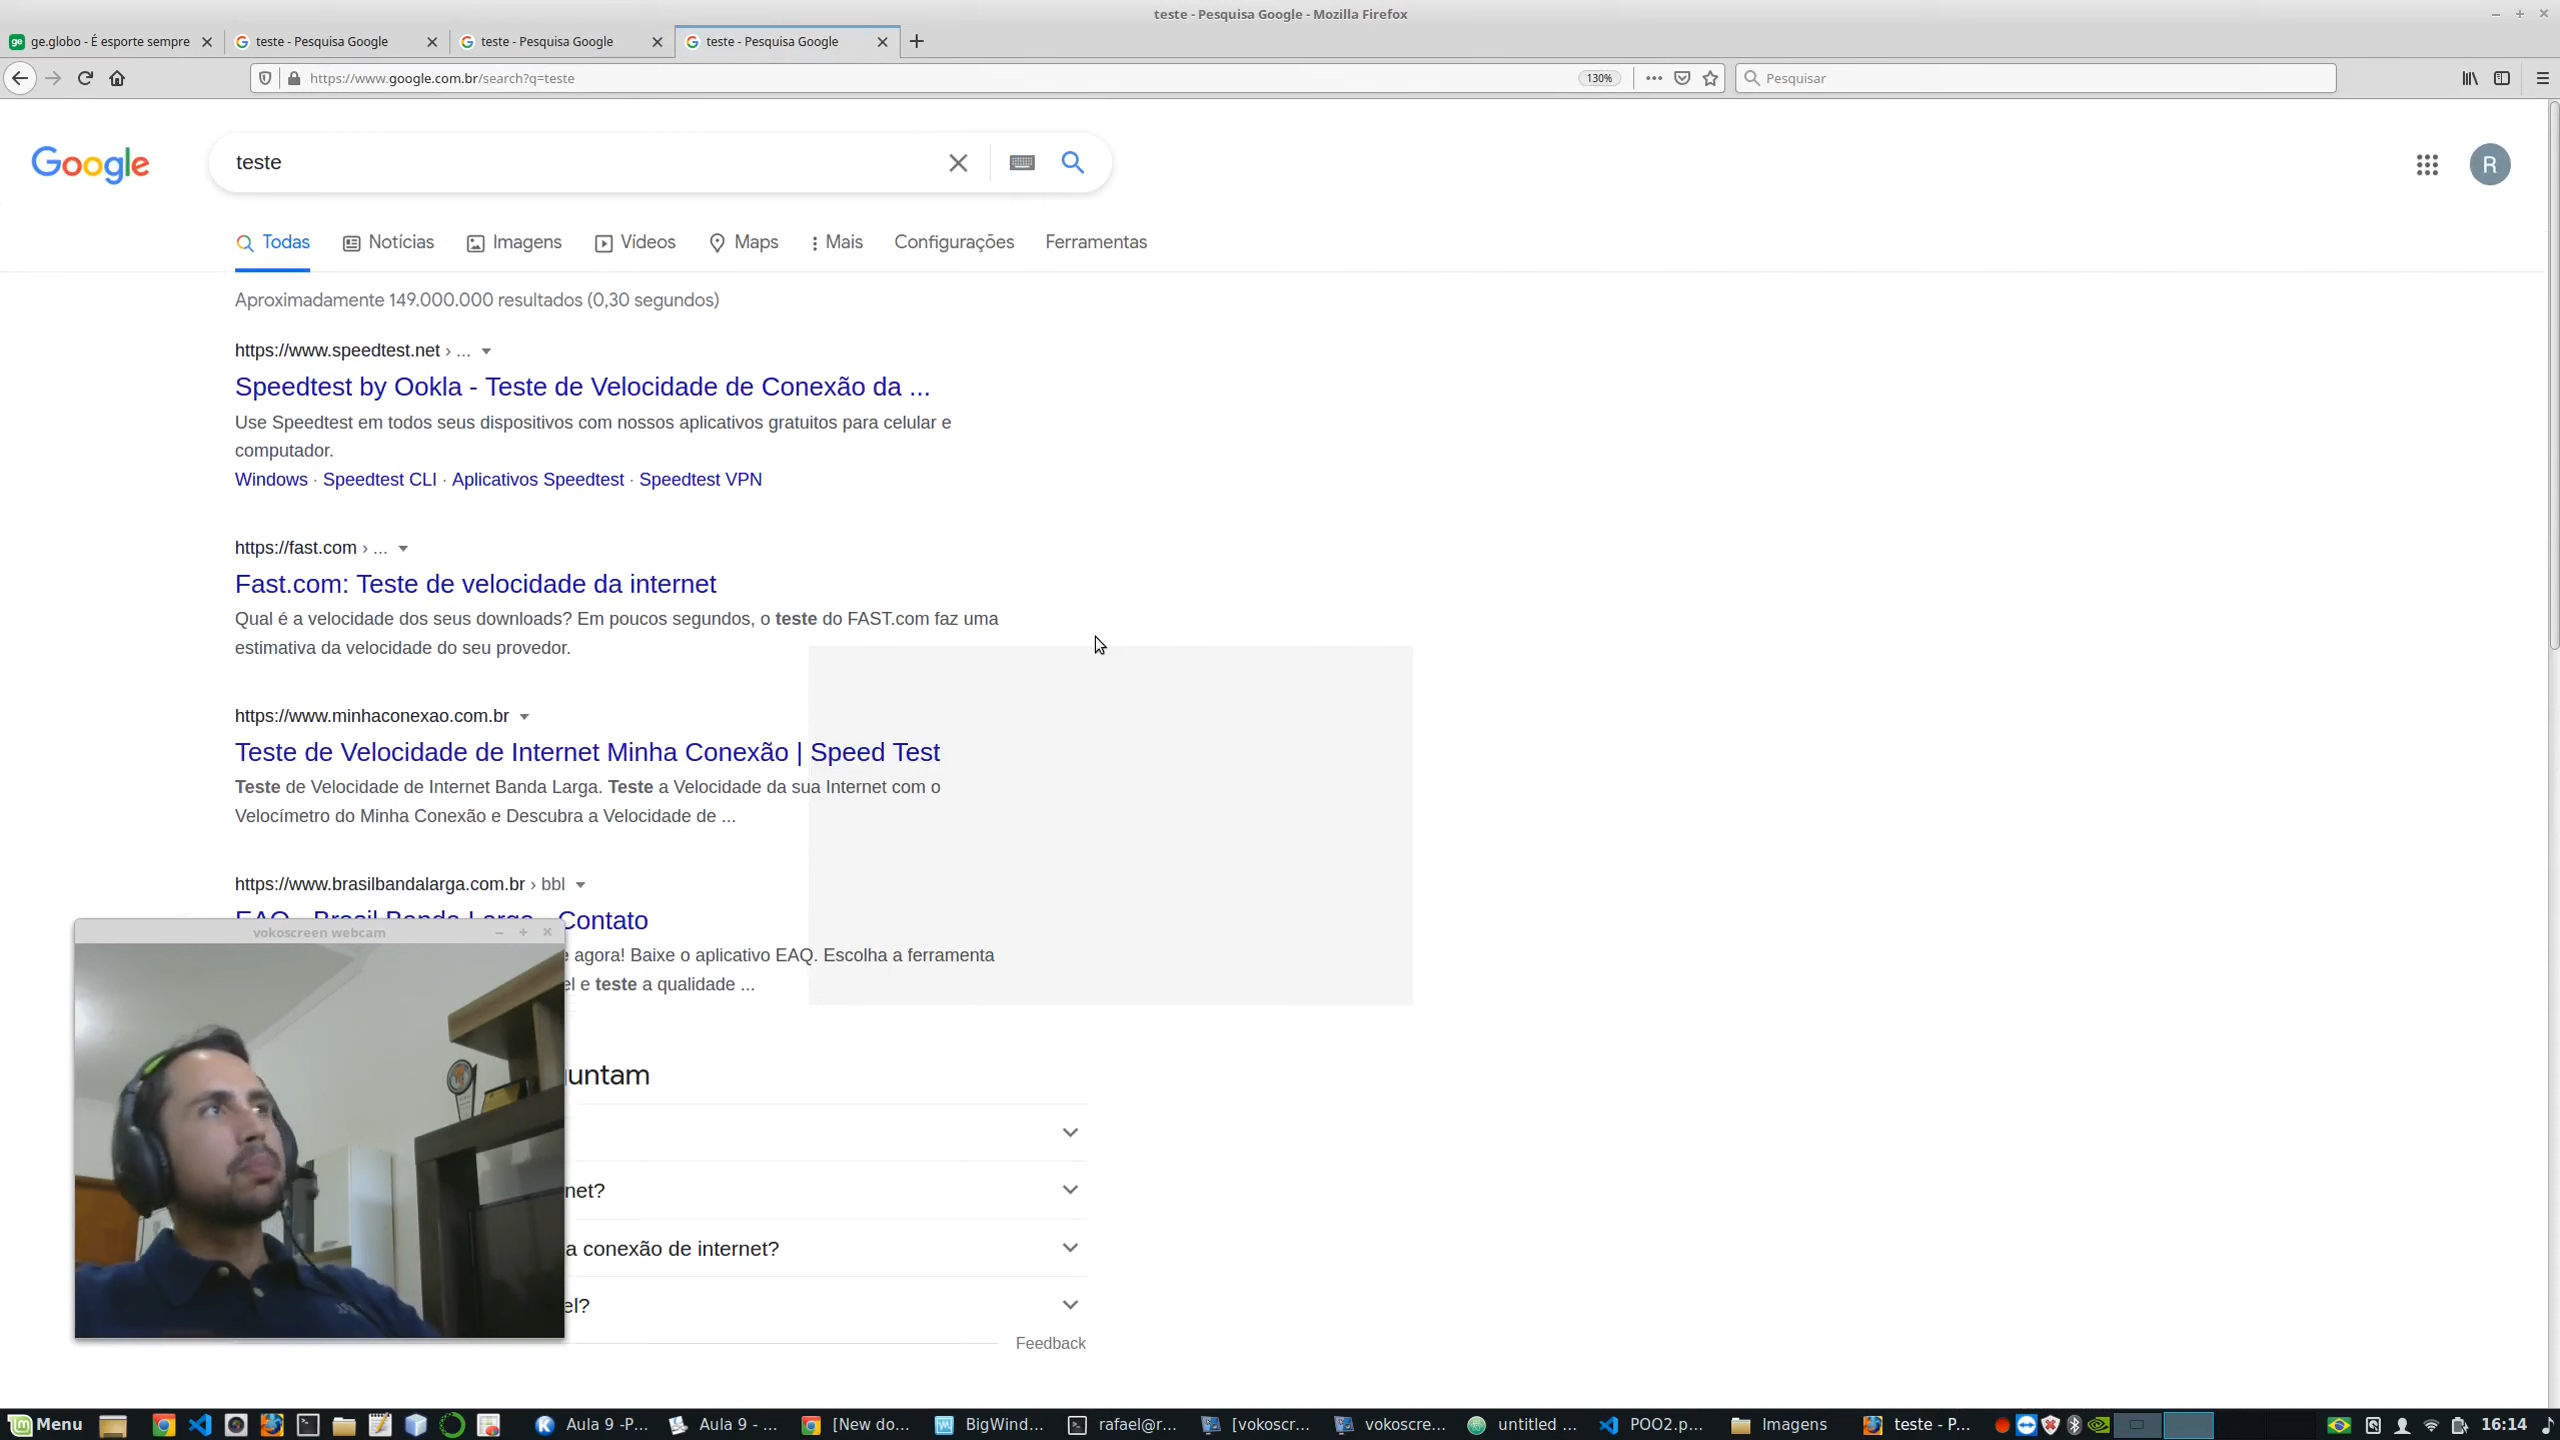 teste - Pesquisa Google - Mozilla Firefox
ge.globo - É esporte sempre
teste - Pesquisa Google
teste - Pesquisa Google
teste - Pesquisa Google
https://www.google.com.br/search?q=teste
130%
Pesquisar
Google
teste
R
Todas
Notícias
Imagens
Vídeos
Maps
Mais
Configurações
Ferramentas
Aproximadamente 149.000.000 resultados (0,30 segundos)
https://www.speedtest.net › ...
Speedtest by Ookla - Teste de Velocidade de Conexão da ...
Use Speedtest em todos seus dispositivos com nossos aplicativos gratuitos para celular e
computador.
Windows · Speedtest CLI · Aplicativos Speedtest · Speedtest VPN
https://fast.com › ...
Fast.com: Teste de velocidade da internet
Qual é a velocidade dos seus downloads? Em poucos segundos, o teste do FAST.com faz uma
estimativa da velocidade do seu provedor.
https://www.minhaconexao.com.br
Teste de Velocidade de Internet Minha Conexão | Speed Test
Teste de Velocidade de Internet Banda Larga. Teste a Velocidade da sua Internet com o
Velocímetro do Minha Conexão e Descubra a Velocidade de ...
https://www.brasilbandalarga.com.br › bbl
EAQ - Brasil Banda Larga - Contato
vokoscreen webcam
e agora! Baixe o aplicativo EAQ. Escolha a ferramenta
el e teste a qualidade ...
guntam
net?
a conexão de internet?
el?
Feedback
Menu
Aula 9 -P...
Aula 9 - ...
[New do...
BigWind...
rafael@r...
[vokoscr...
vokoscre...
untitled ...
POO2.p...
Imagens
teste - P...
16:14